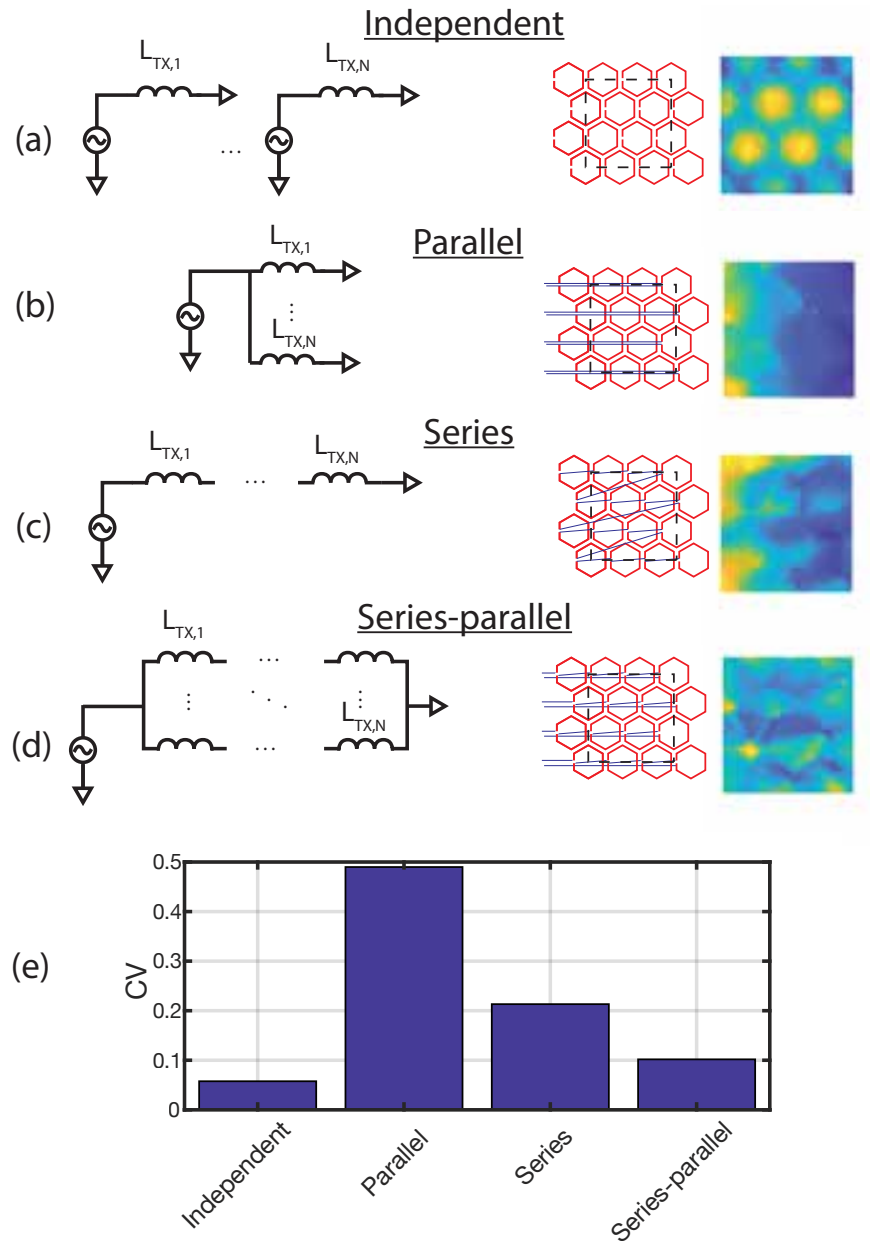 Independent
L_TX,1
L_TX,N
(a)
...
Parallel
L_TX,1
(b)
...
L_TX,N
Series
L_TX,1
L_TX,N
...
(c)
Series-parallel
L_TX,1
...
...
...
...
L_TX,N
(d)
...
0.5
0.4
0.3
0.2
0.1
0
(e)
CV
Independent
Parallel
Series
Series-parallel